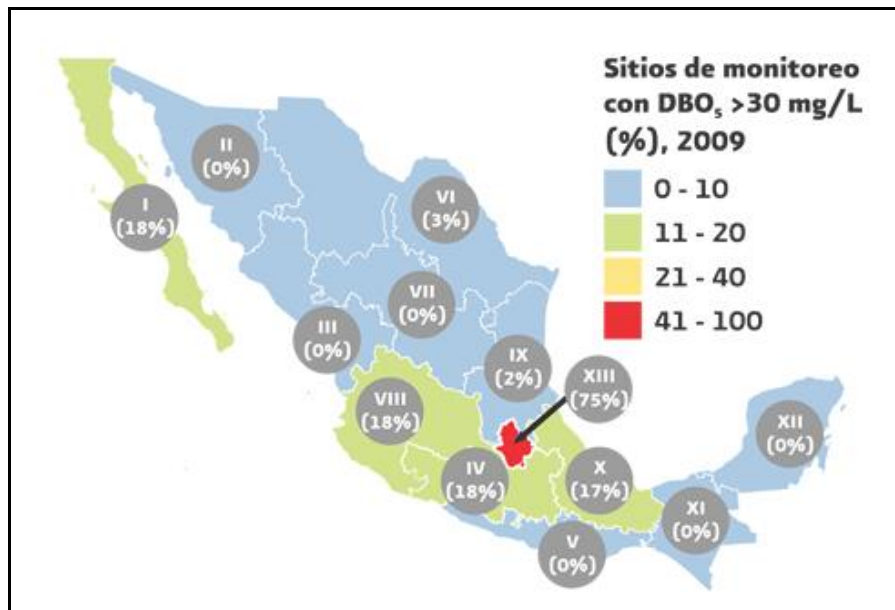 Sitios de monitoreo
con DBO₅ >30 mg/L
(%), 2009
0 - 10
11 - 20
21 - 40
41 - 100
II
(0%)
I
(18%)
VI
(3%)
VII
(0%)
III
(0%)
IX
(2%)
XIII
(75%)
VIII
(18%)
XII
(0%)
IV
(18%)
X
(17%)
XI
(0%)
V
(0%)